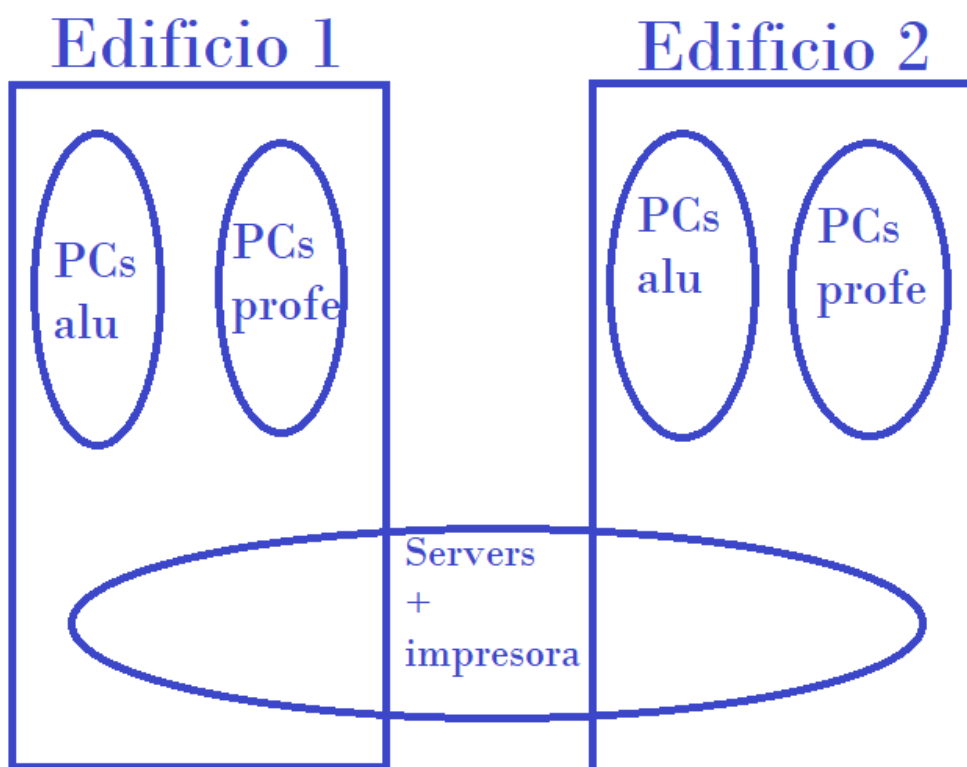 Edificio 1
Edificio 2
PCs
alu
PCs
profe
PCs
alu
PCs
profe
Servers
+
impresora